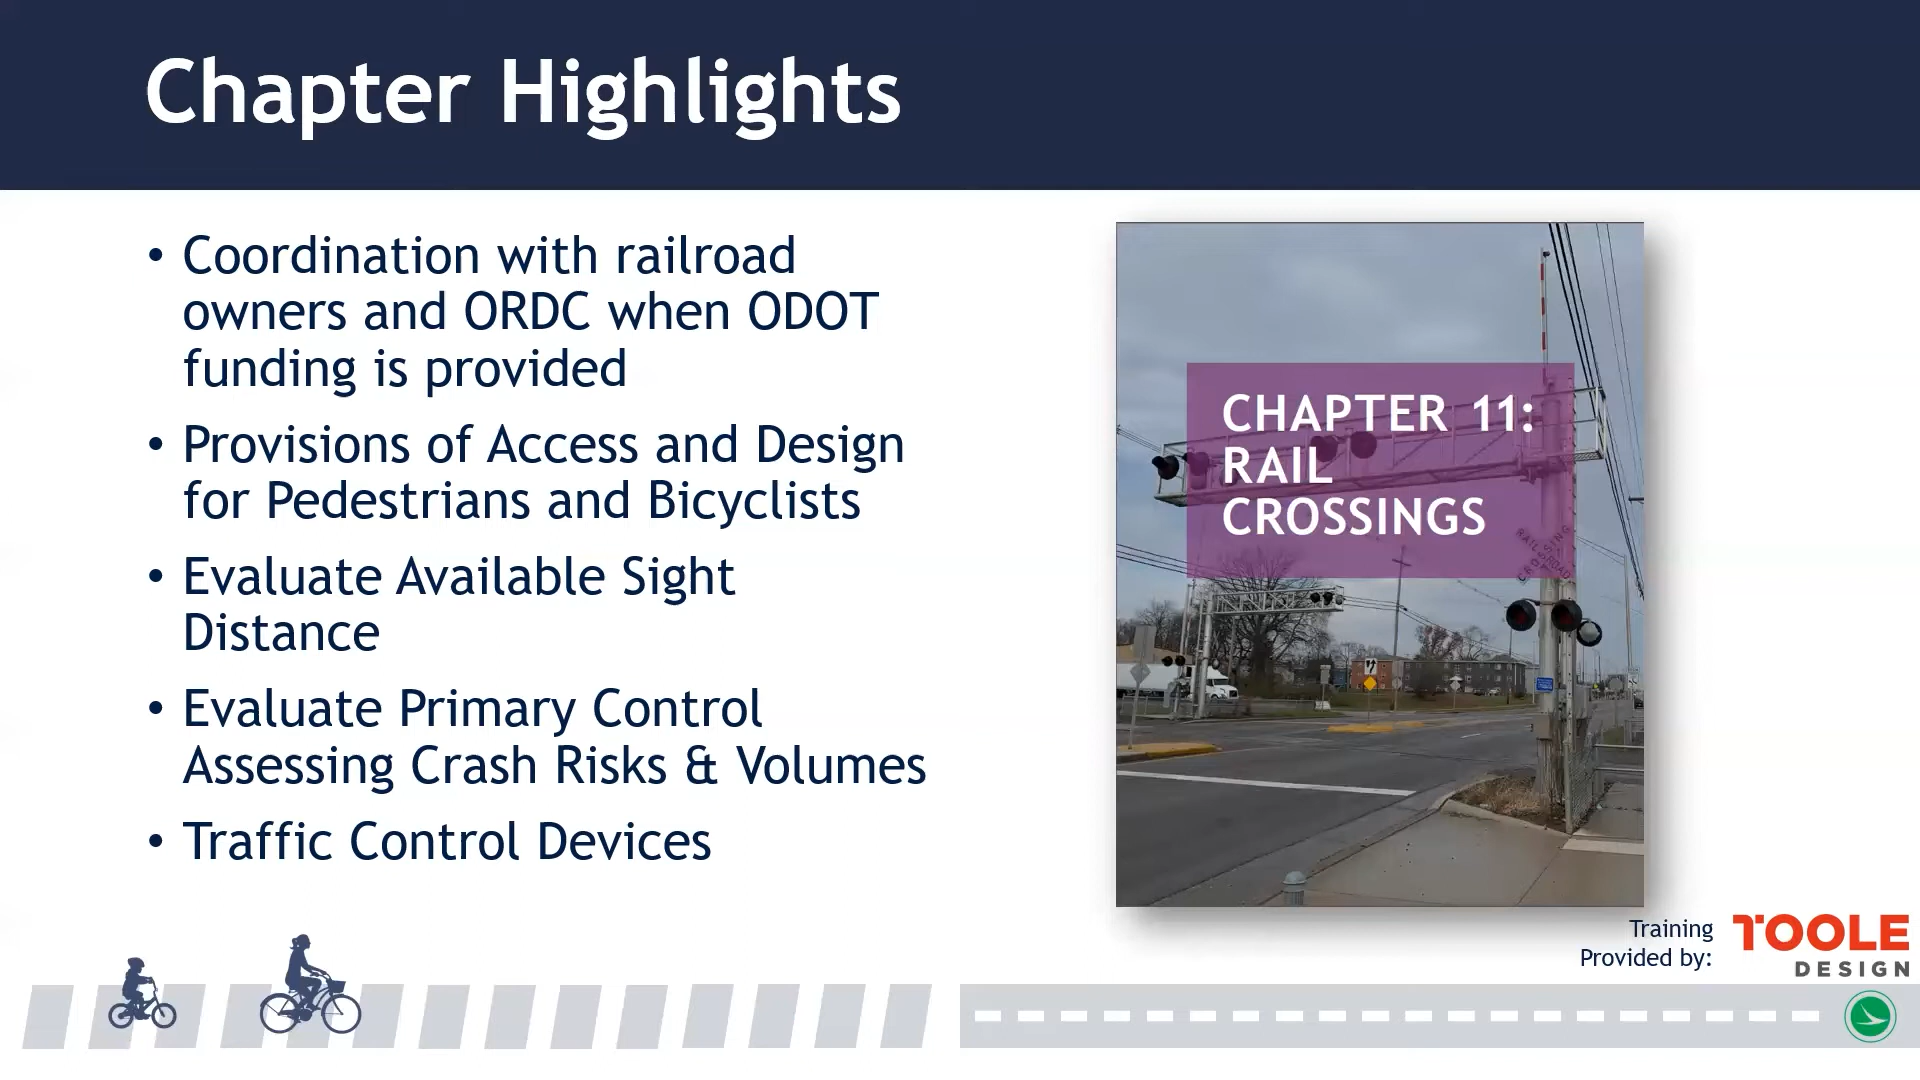 Chapter Highlights
• Coordination with railroad
owners and ORDC when ODOT
funding is provided
• Provisions of Access and Design
for Pedestrians and Bicyclists
• Evaluate Available Sight
Distance
• Evaluate Primary Control
Assessing Crash Risks & Volumes
• Traffic Control Devices
CHAPTER 11:
RAIL
CROSSINGS
RAILROAD
CROSSING
Training
Provided by:
TOOLE
DESIGN